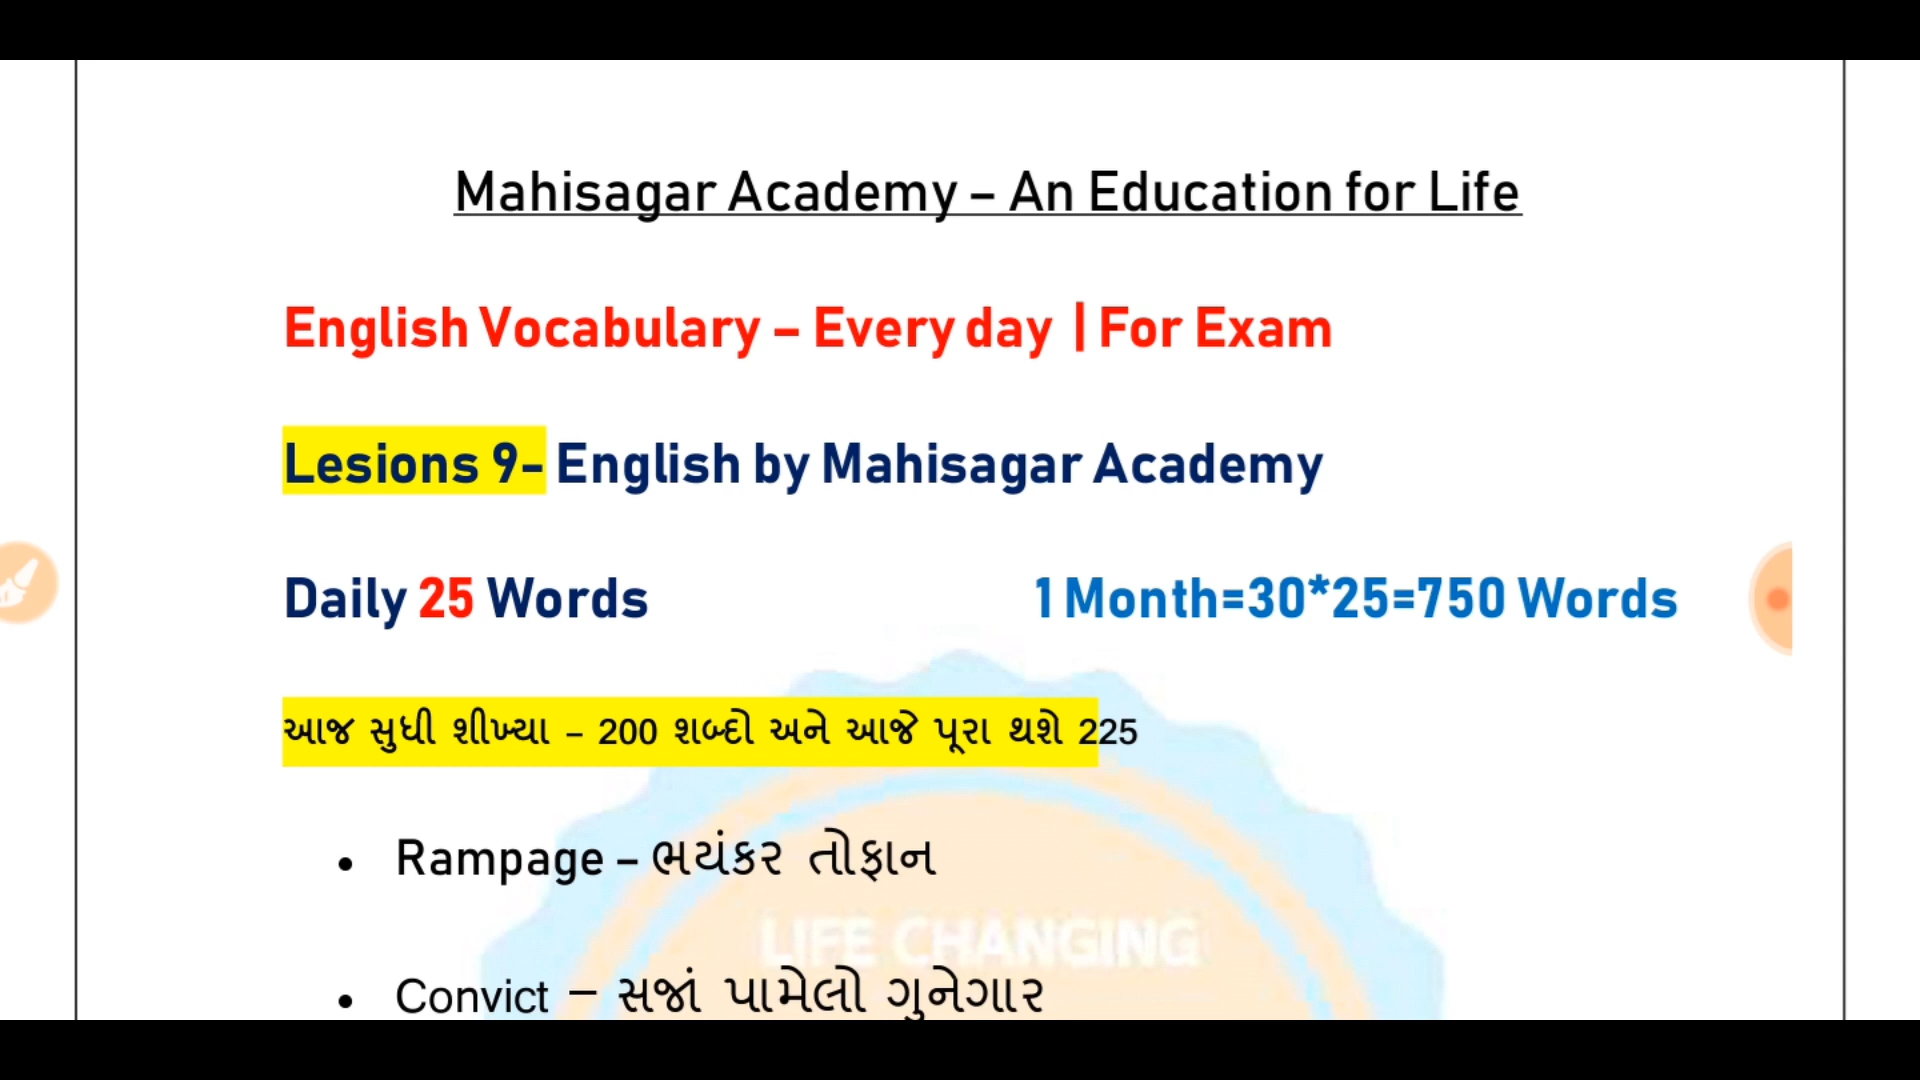 Mahisagar Academy – An Education for Life
English Vocabulary – Every day | For Exam
Lesions 9- English by Mahisagar Academy
Daily 25 Words 1 Month=30*25=750 Words
આજ સુધી શીખ્યા – 200 શબ્દો અને આજે પૂરા થશે 225
• Rampage – ભયંકર તોફાન
LIFE CHANGING
• Convict – સજાં પામેલો ગુનેગાર